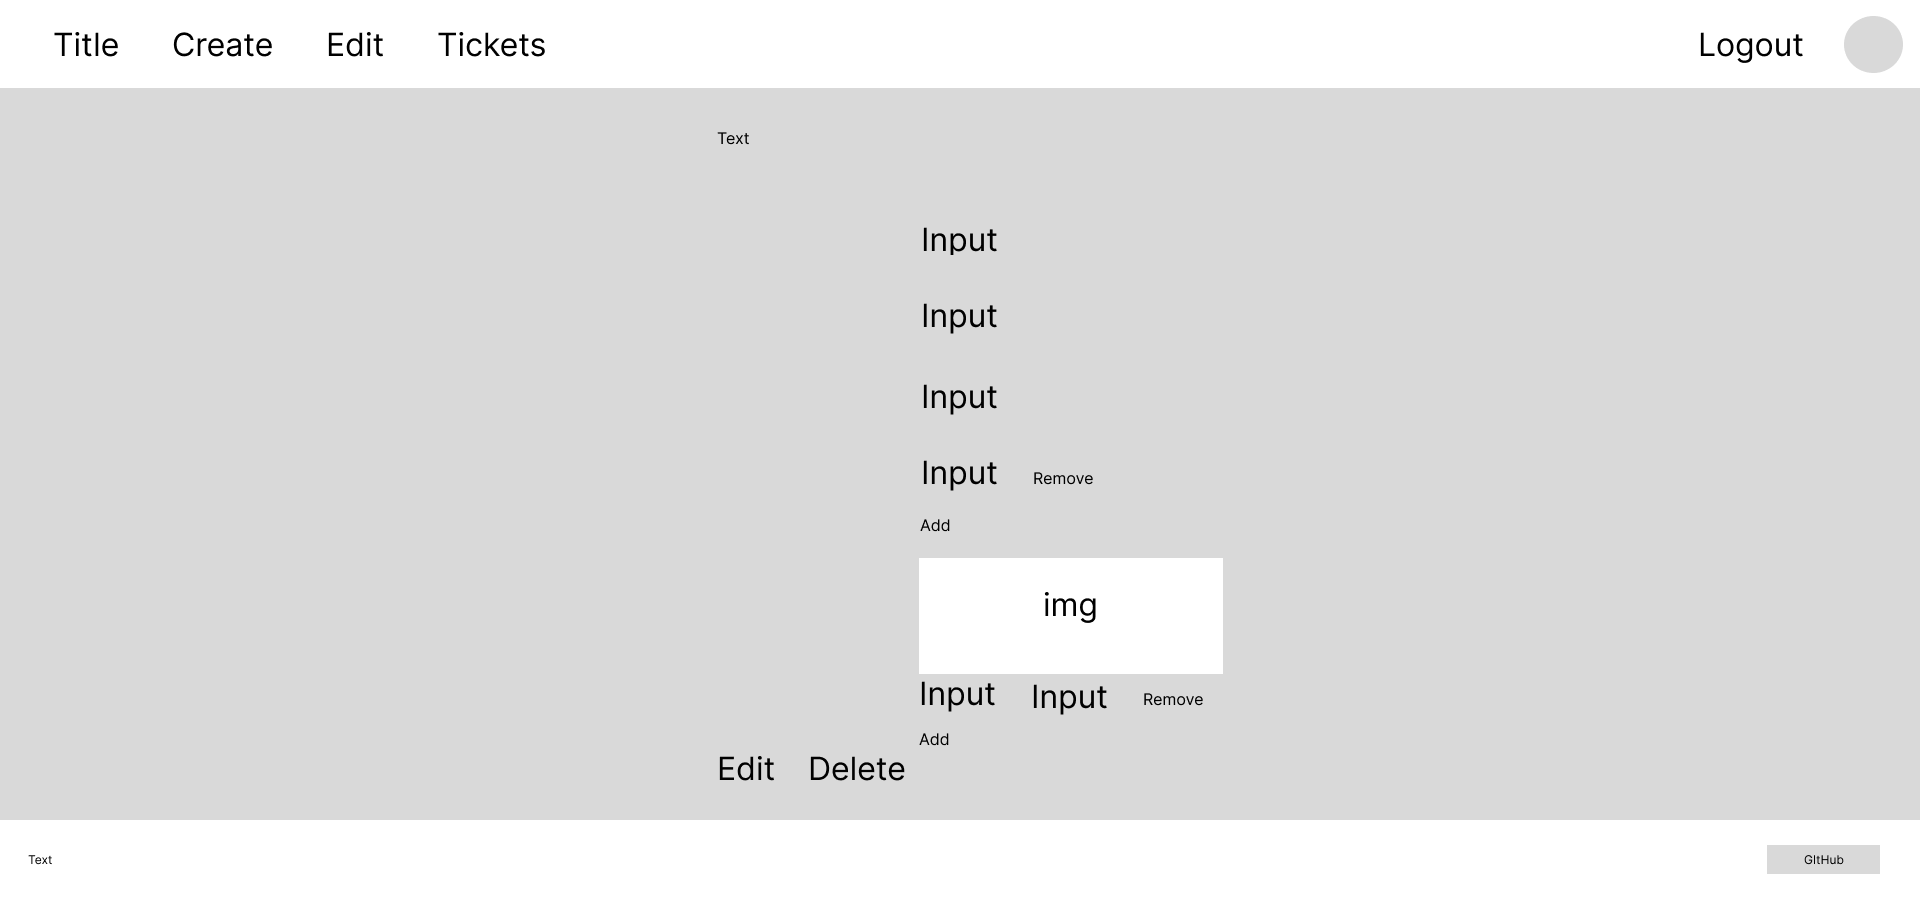 Title Create Edit Tickets Logout
Text
Input
Input
Input
Input Remove
Add
img
Input Input Remove
Add
Edit Delete
Text GItHub